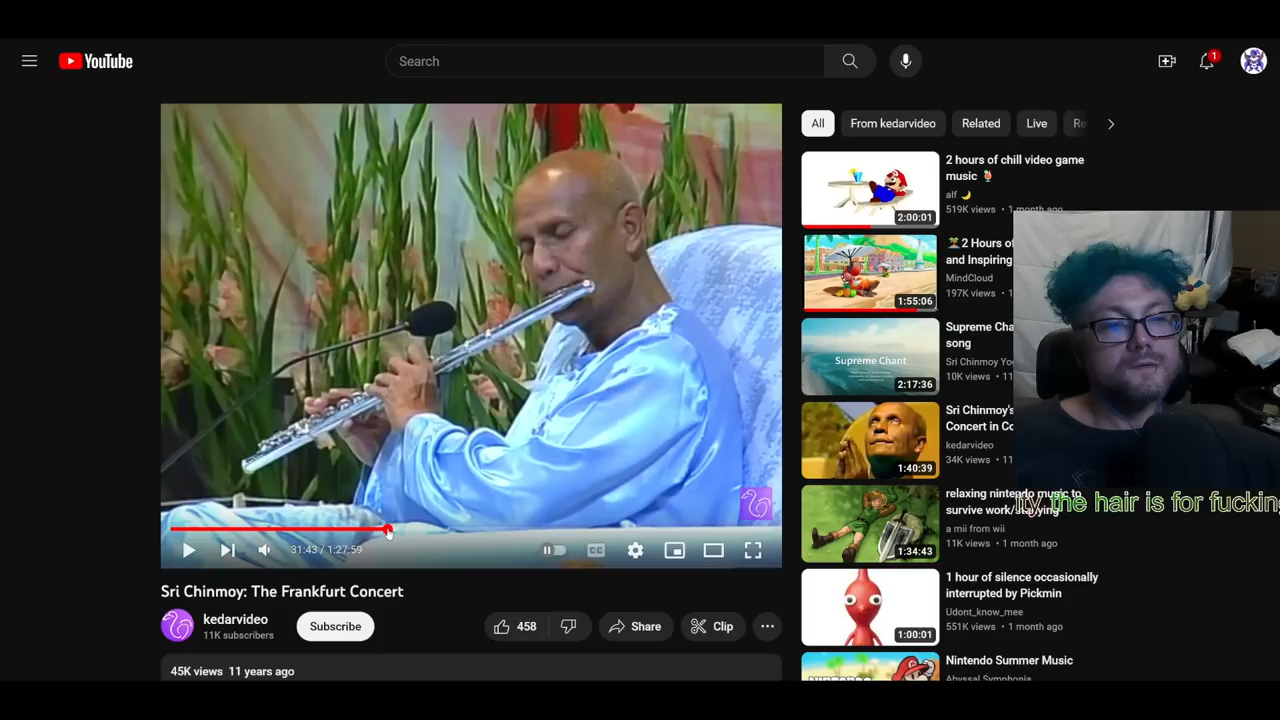 YouTube
Search
1
All
From kedarvideo
Related
Live
Re
2 hours of chill video game
music
alf
519K views • 1 month ago
2:00:01
2 Hours of
and Inspiring
MindCloud
197K views
1:55:06
Supreme Cha
song
Sri Chinmoy Yo
10K views • 11
Supreme Chant
2:17:36
Sri Chinmoy's
Concert in Co
kedarvideo
34K views • 11
1:40:39
relaxing nintendo music to
survive work/studying
a mii from wii
11K views • 1 month ago
1:34:43
the hair is for fucking
1 hour of silence occasionally
interrupted by Pickmin
Udont_know_mee
551K views • 1 month ago
1:00:01
Nintendo Summer Music
Abyssal Symphonia
31:43 / 1:27:59
CC
Sri Chinmoy: The Frankfurt Concert
kedarvideo
11K subscribers
Subscribe
458
Share
Clip
45K views 11 years ago